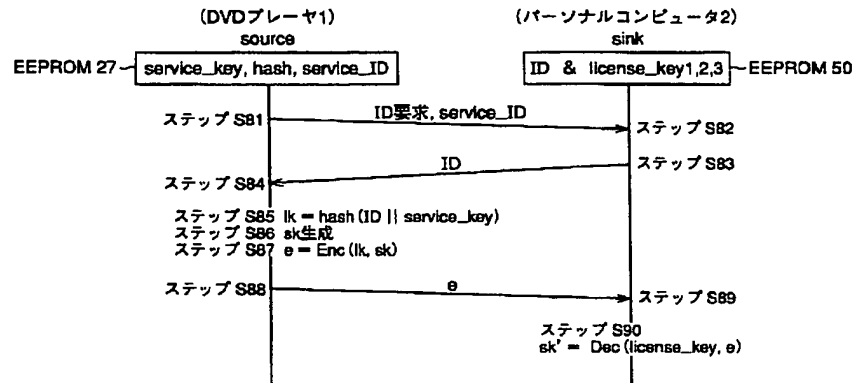 (DVDプレーヤ1)
source
(パーソナルコンピュータ2)
sink
EEPROM 27
service_key, hash, service_ID
ID & license_key1,2,3
EEPROM 50
ステップ S81
ID要求, service_ID
ステップ S82
ID
ステップ S83
ステップ S84
ステップ S85 lk = hash (ID || service_key)
ステップ S86 sk生成
ステップ S87 e = Enc (lk, sk)
ステップ S88
e
ステップ S89
ステップ S90
sk' = Dec (license_key, e)